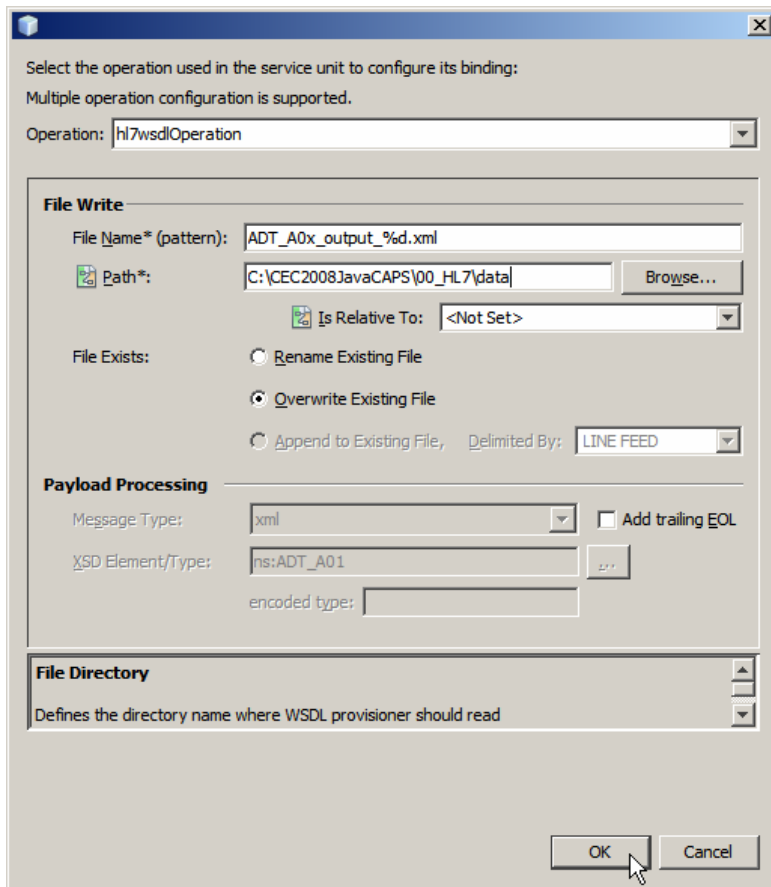 Select the operation used in the service unit to configure its binding:
Multiple operation configuration is supported.
Operation: hl7wsdlOperation
File Write
File Name* (pattern): ADT_A0x_output_%d.xml
Path*: C:\CEC2008JavaCAPS\00_HL7\data Browse...
Is Relative To: <Not Set>
File Exists: Rename Existing File
Overwrite Existing File
Append to Existing File, Delimited By: LINE FEED
Payload Processing
Message Type: xml Add trailing EOL
XSD Element/Type: ns:ADT_A01 ...
encoded type:
File Directory
Defines the directory name where WSDL provisioner should read
OK Cancel